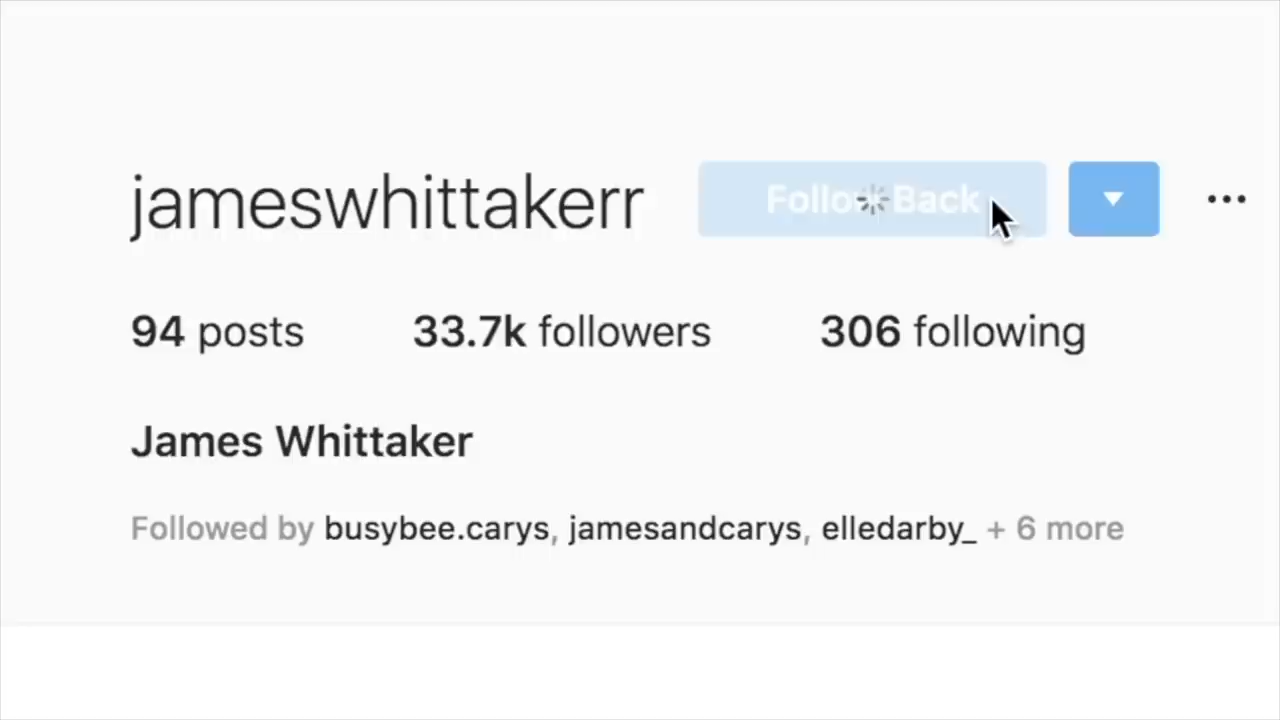 jameswhittakerr Follow Back
94 posts 33.7k followers 306 following
James Whittaker
Followed by busybee.carys, jamesandcarys, elledarby_ + 6 more